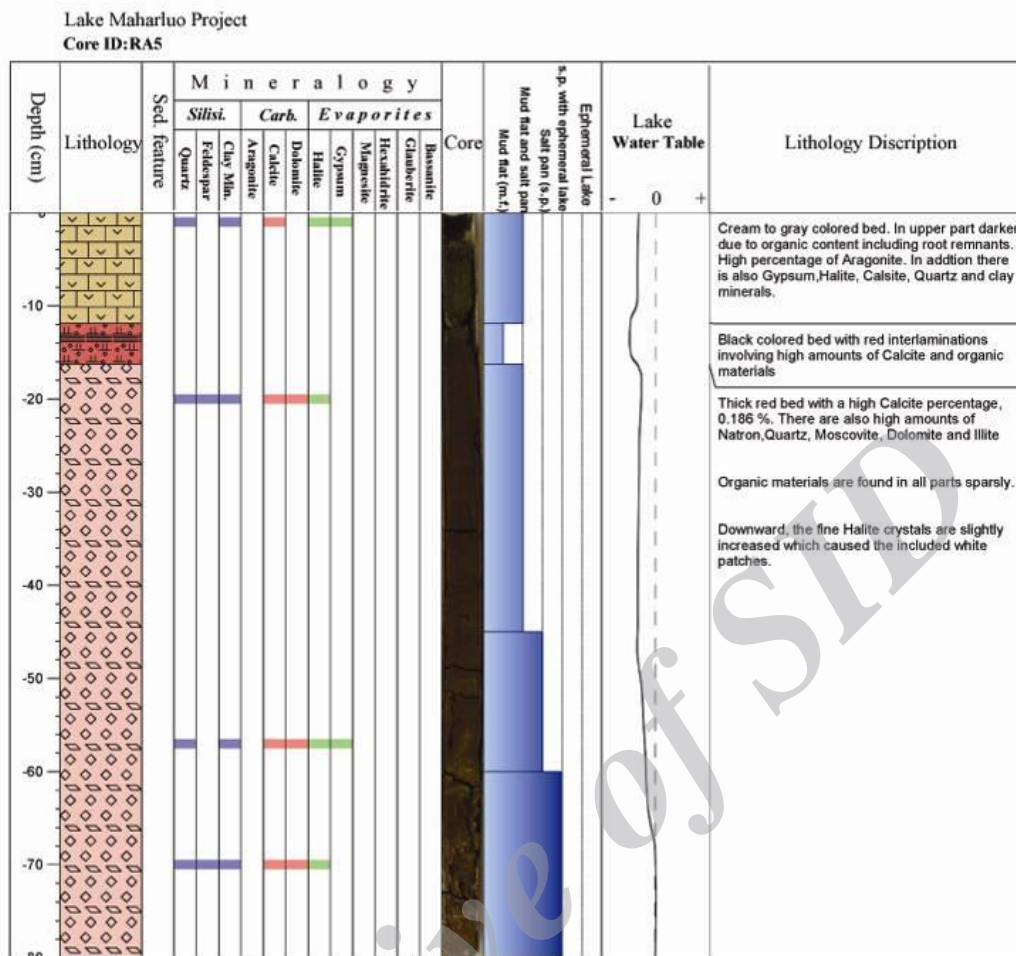 Lake Maharluo Project
Core ID:RA5
Depth (cm)
Lithology
Sed. feature
Mineralogy
Silisi.
Carb.
Evaporites
Quartz
Feldespar
Clay Min.
Aragonite
Calcite
Dolomite
Halite
Gypsum
Magnesite
Hexahidrite
Glauberite
Bassanite
Core
Mud flat (m.f.)
Mud flat and salt pan
Salt pan (s.p.)
s.p. with ephemeral lake
Ephemeral Lake
Lake
Water Table
- 0 +
Lithology Discription
-10
-20
-30
-40
-50
-60
-70
-80
Cream to gray colored bed. In upper part darker
due to organic content including root remnants.
High percentage of Aragonite. In addtion there
is also Gypsum,Halite, Calsite, Quartz and clay
minerals.
Black colored bed with red interlaminations
involving high amounts of Calcite and organic
materials
Thick red bed with a high Calcite percentage,
0.186 %. There are also high amounts of
Natron,Quartz, Moscovite, Dolomite and Illite
Organic materials are found in all parts sparsly.
Downward, the fine Halite crystals are slightly
increased which caused the included white
patches.
ive of SID